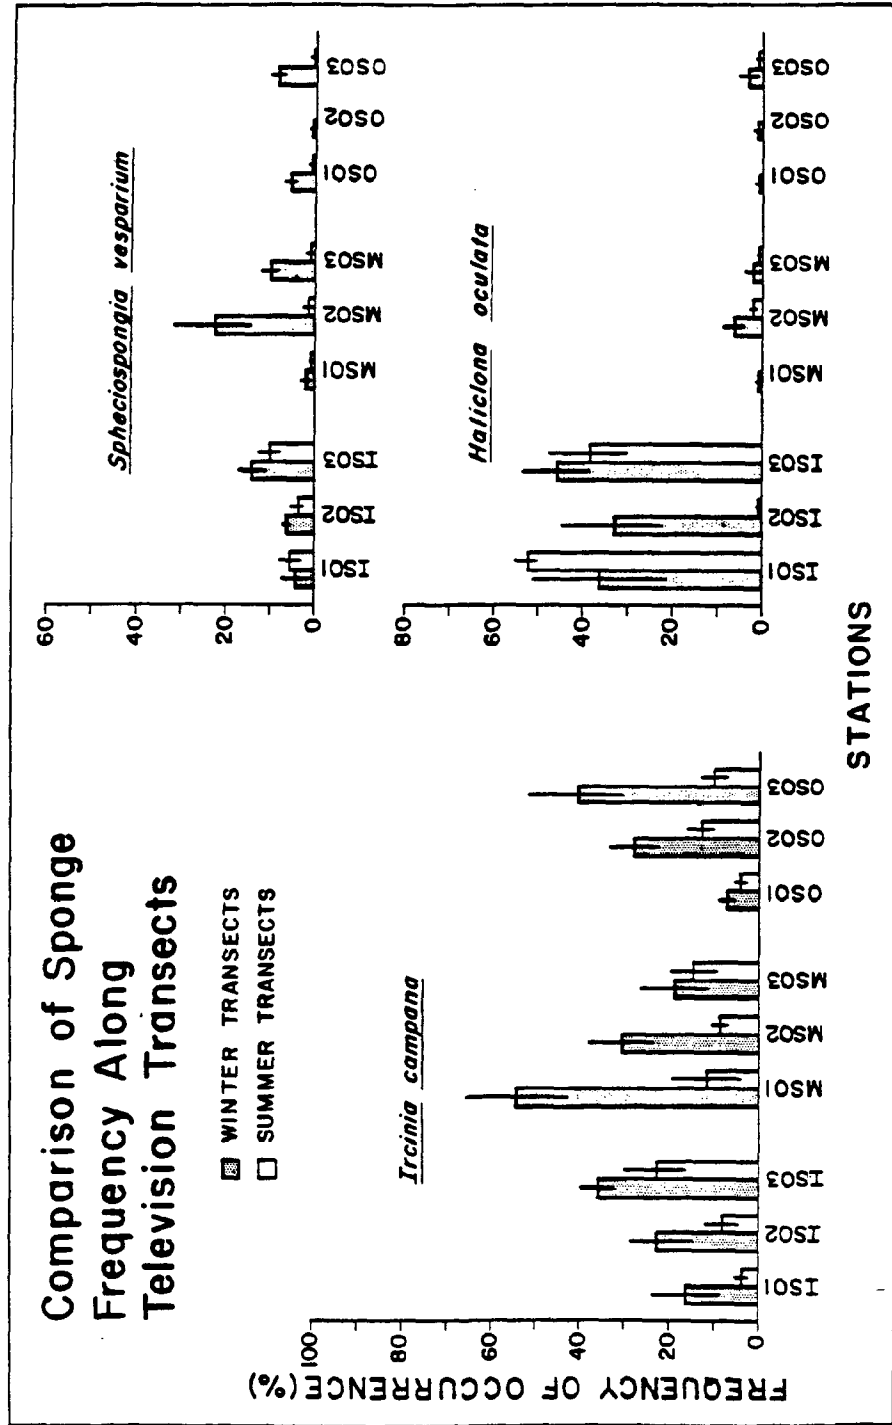 Comparison of Sponge
Frequency Along
Television Transects
WINTER TRANSECTS
SUMMER TRANSECTS
FREQUENCY OF OCCURRENCE(%)
100
80
60
40
20
0
Ircinia campana
IS01 IS02 IS03 MS01 MS02 MS03 OS01 OS02 OS03
60
40
20
0
Spheciospongia vesparium
IS01 IS02 IS03 MS01 MS02 MS03 OS01 OS02 OS03
80
60
40
20
0
Haliclona oculata
IS01 IS02 IS03 MS01 MS02 MS03 OS01 OS02 OS03
STATIONS